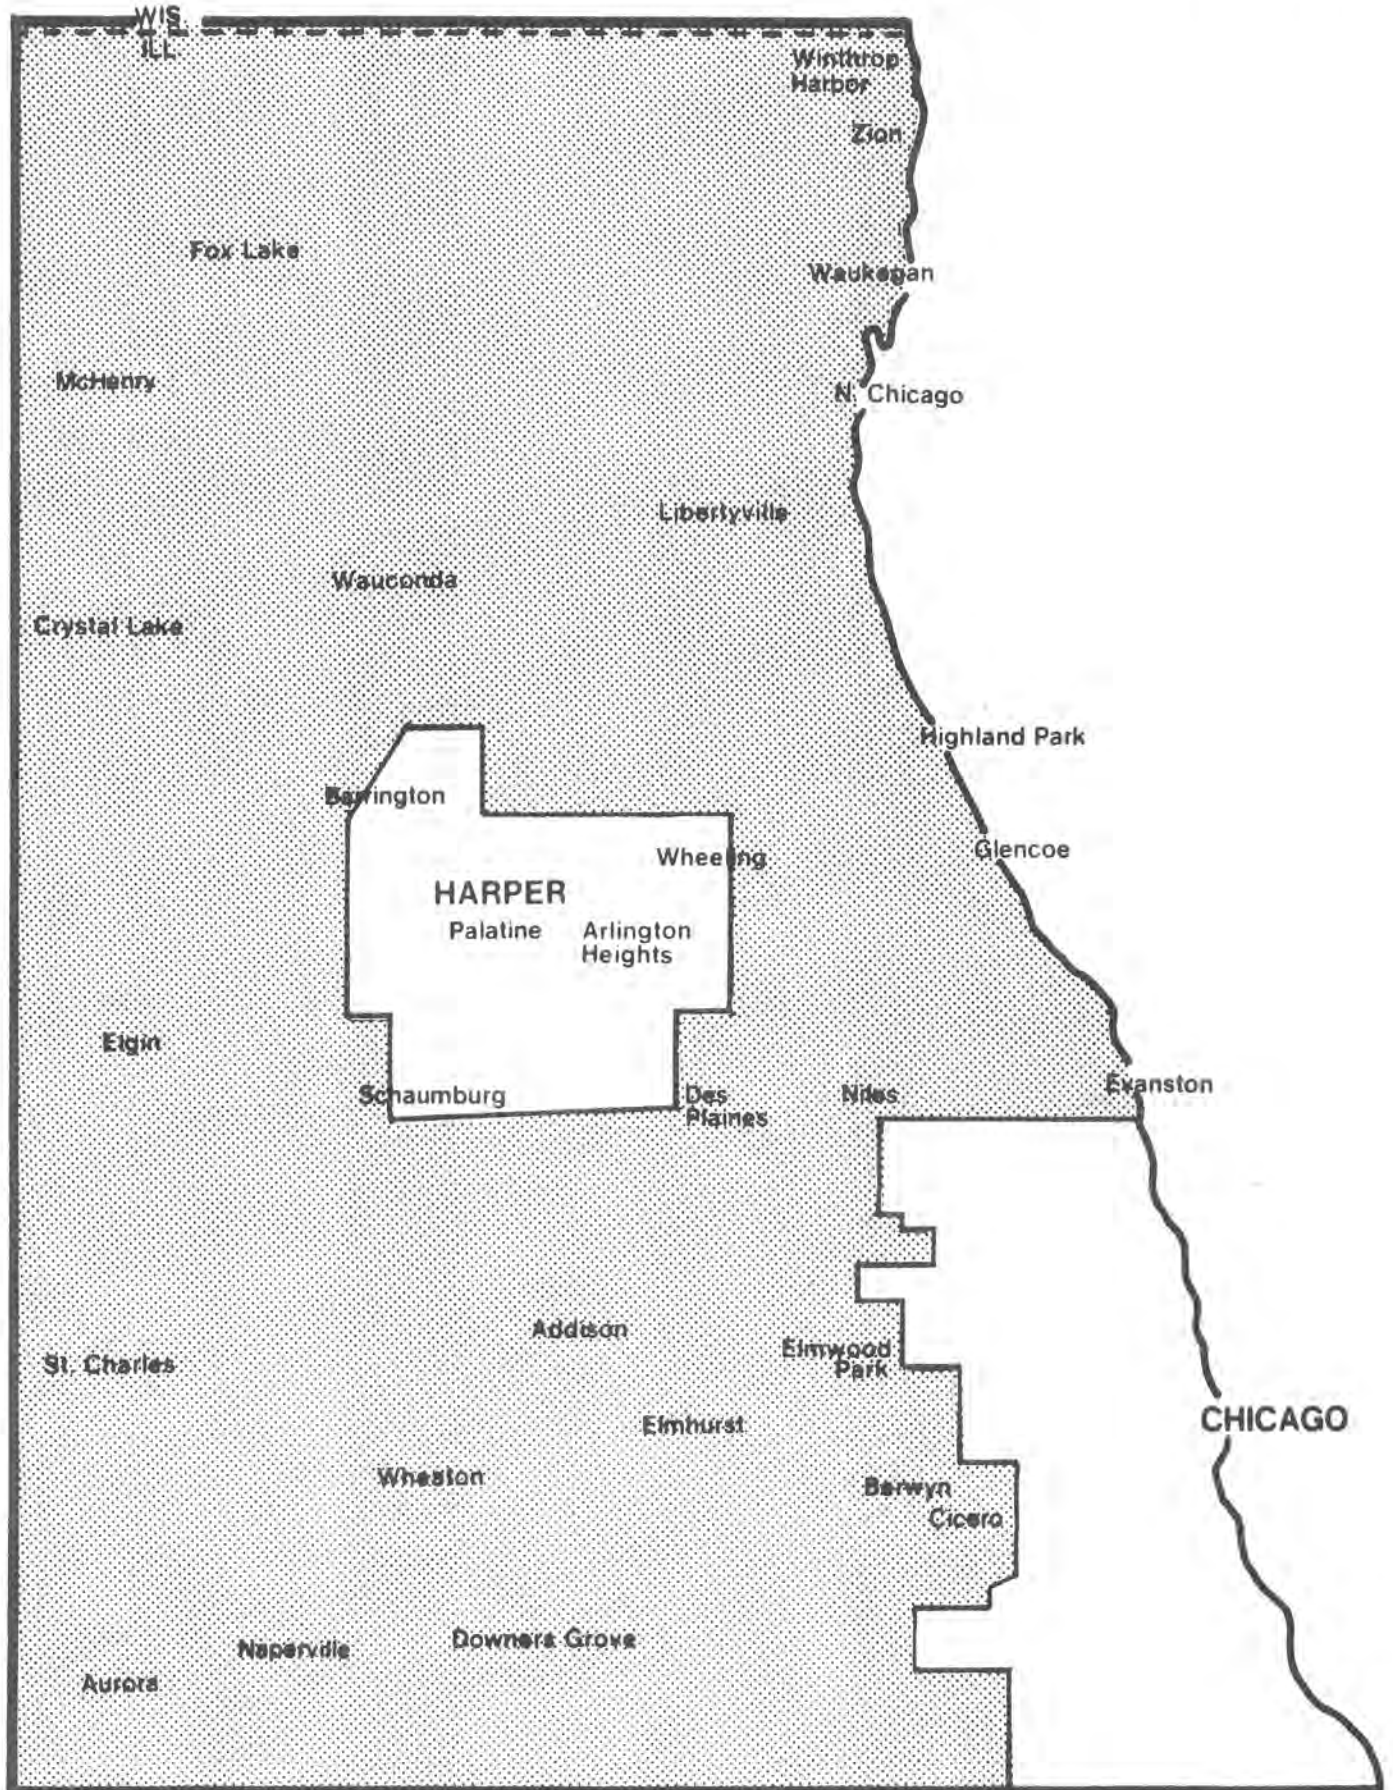 WIS.
ILL
Winthrop
Harbor
Zion
Fox Lake
Waukegan
McHenry
N. Chicago
Libertyville
Wauconda
Crystal Lake
Highland Park
Barrington
Glencoe
Wheeling
HARPER
Palatine
Arlington
Heights
Elgin
Evanston
Schaumburg
Des
Plaines
Niles
Addison
Elmwood
Park
St. Charles
CHICAGO
Elmhurst
Wheaton
Berwyn
Cicero
Naperville
Downers Grove
Aurora